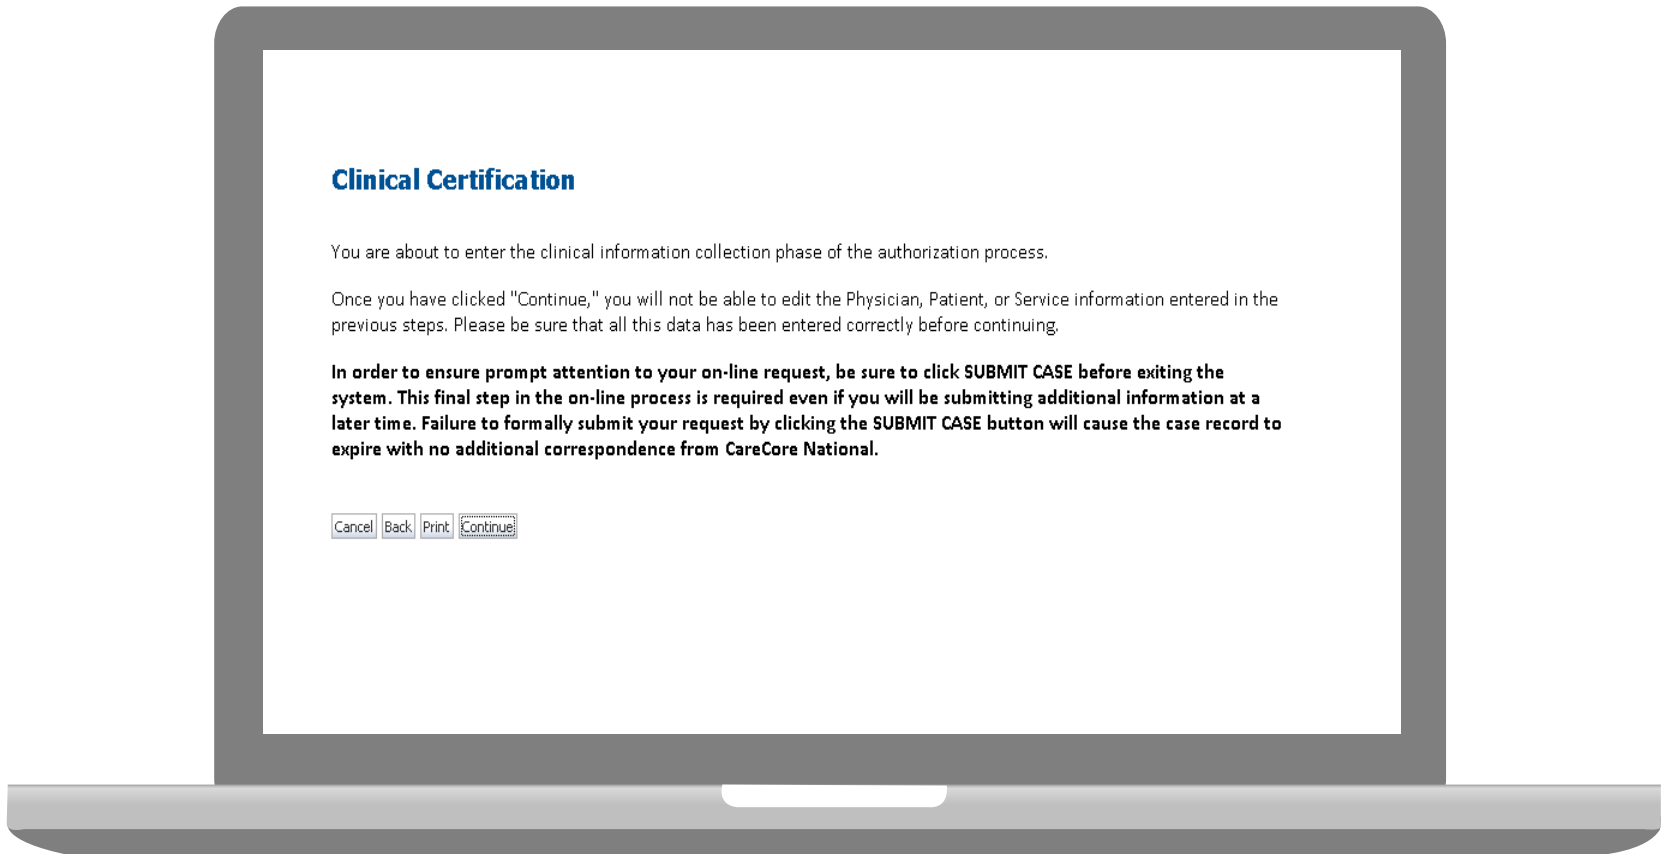 Clinical Certification
You are about to enter the clinical information collection phase of the authorization process.
Once you have clicked "Continue," you will not be able to edit the Physician, Patient, or Service information entered in the
previous steps. Please be sure that all this data has been entered correctly before continuing.
In order to ensure prompt attention to your on-line request, be sure to click SUBMIT CASE before exiting the
system. This final step in the on-line process is required even if you will be submitting additional information at a
later time. Failure to formally submit your request by clicking the SUBMIT CASE button will cause the case record to
expire with no additional correspondence from CareCore National.
Cancel Back Print Continue